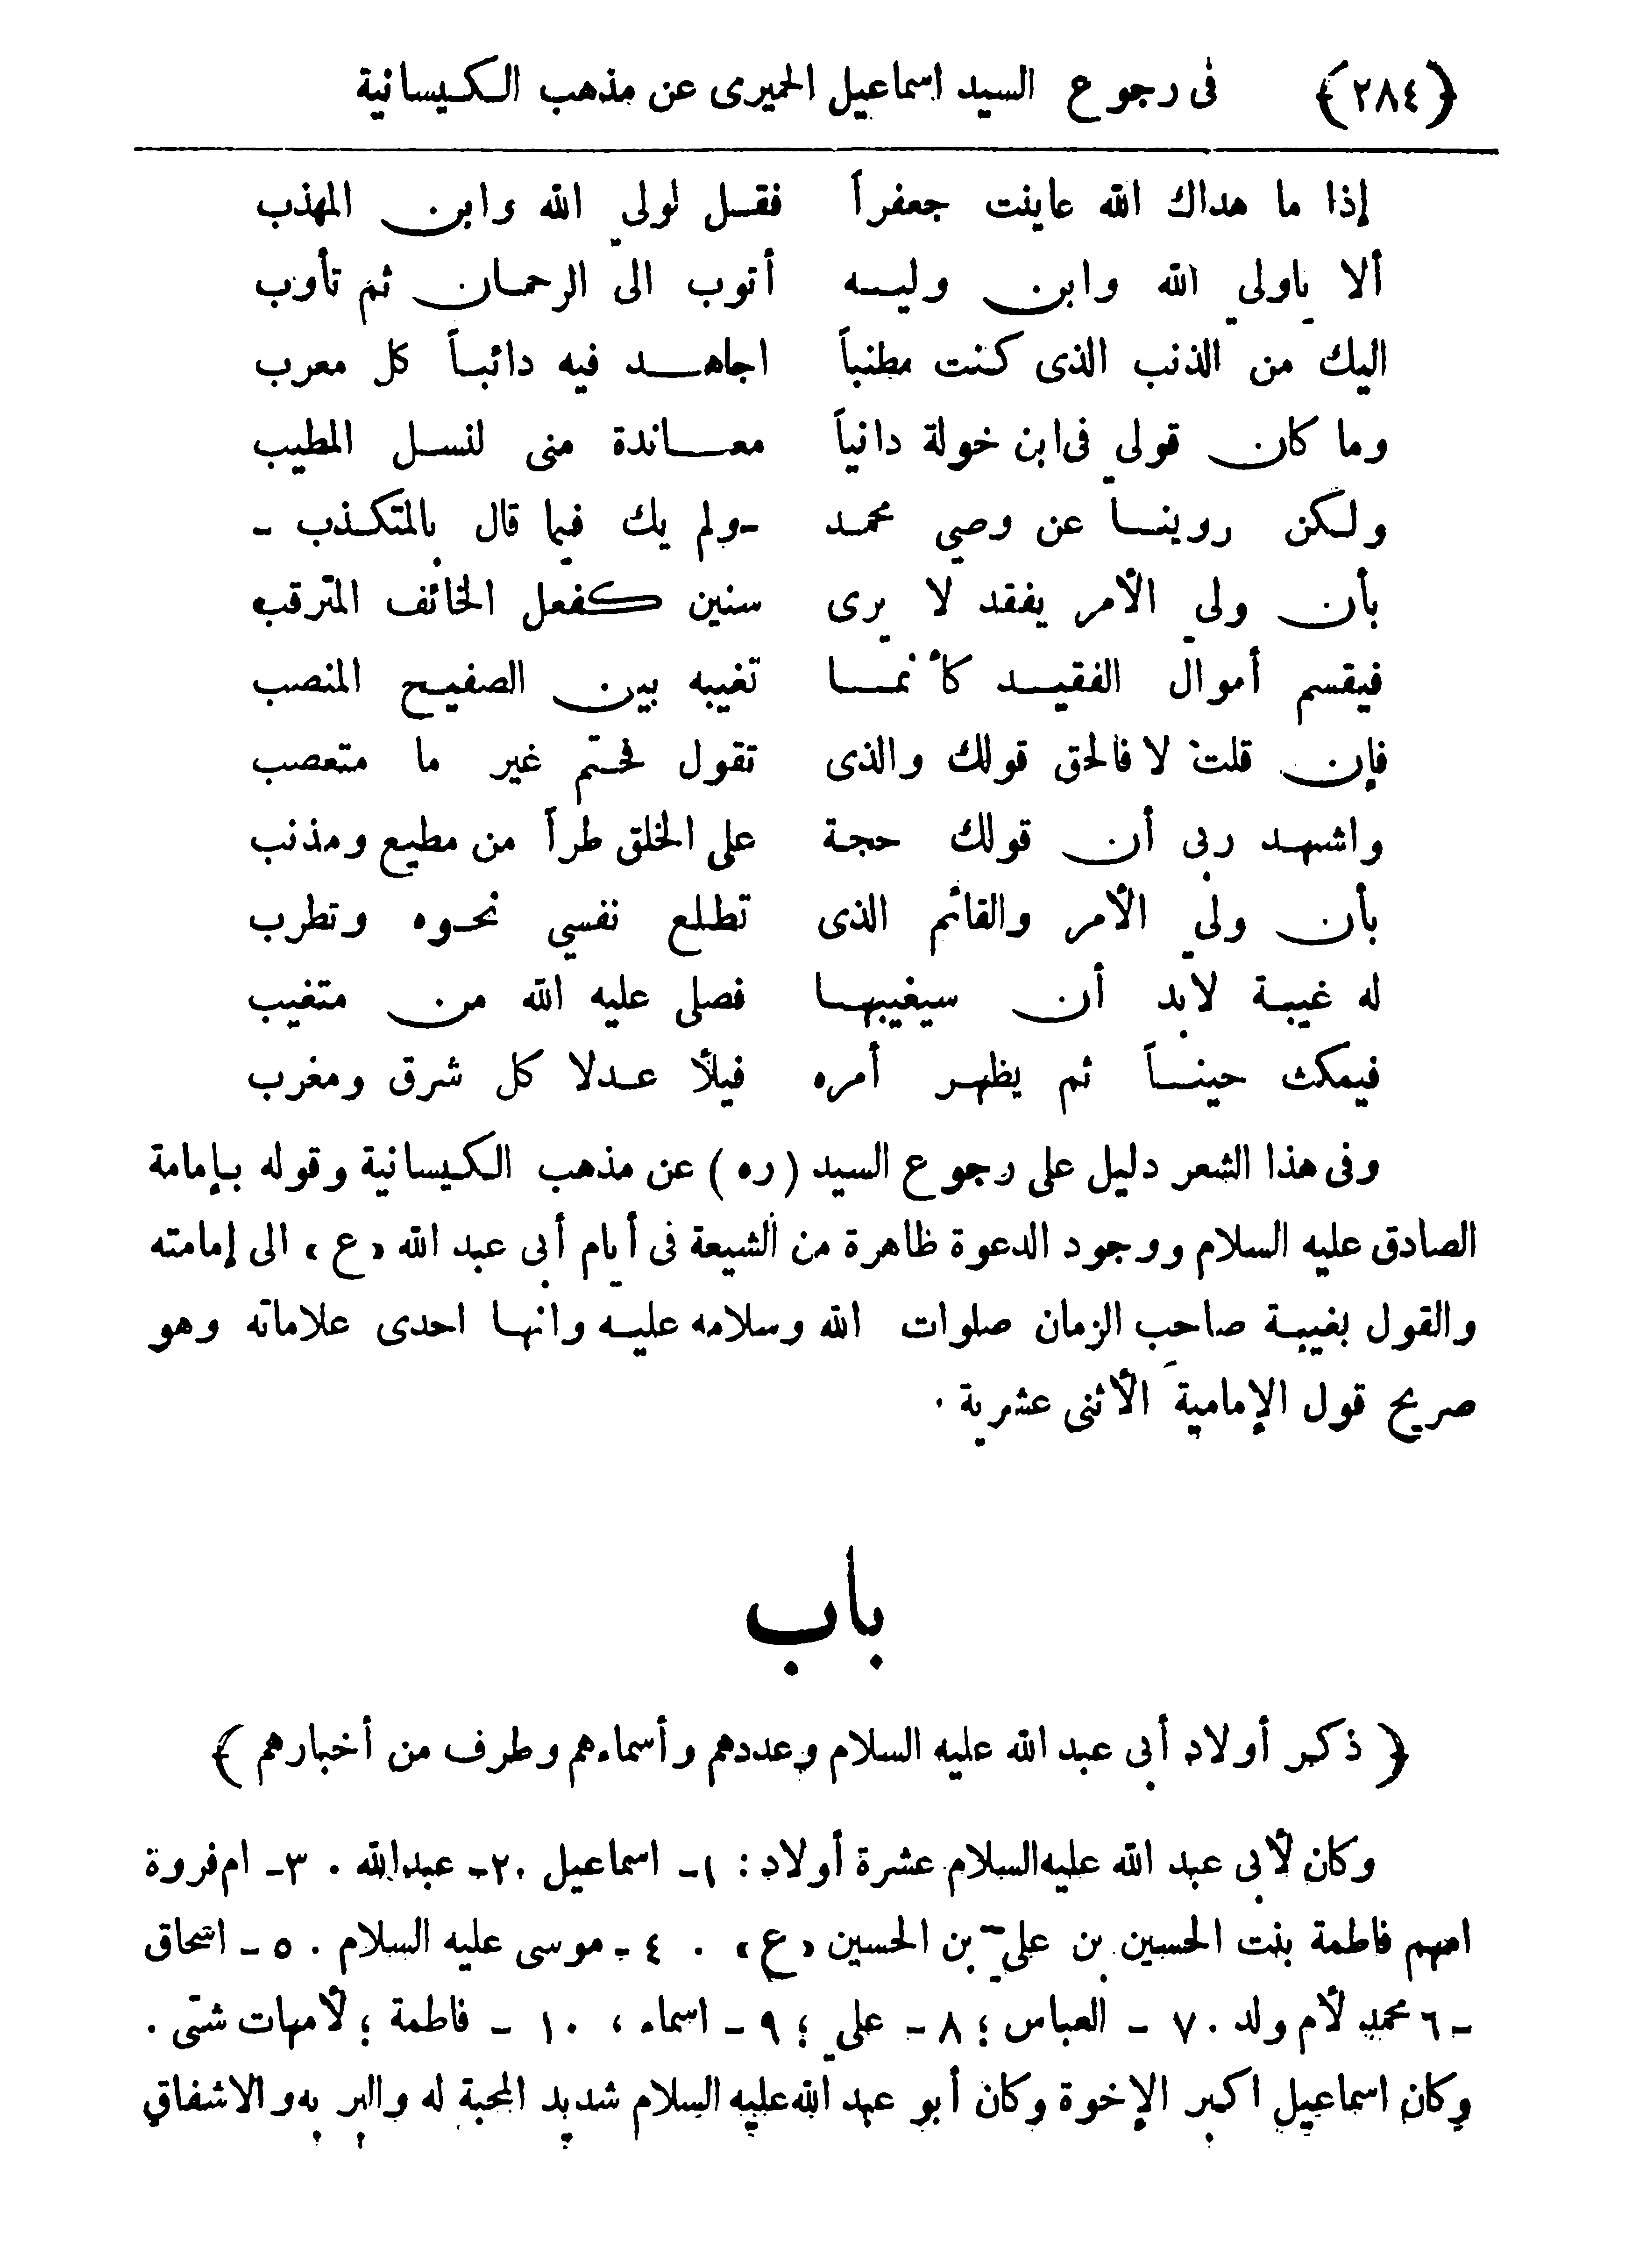 ﴿٢٨٤﴾ فى رجوع السيد اسماعيل الحميرى عن مذهب الكيسانية
إذا ما هداك الله عاينت جعفراً فقل لولي الله وابن المهذب
ألا ياولي الله وابن وليه أتوب الى الرحمان ثم تأوب
اليك من الذنب الذى كنت مطنباً اجاهد فيه دائباً كل معرب
وما كان قولي فى ابن خولة دانياً معاندة منى لنسل المطيب
ولكن روينا عن وصي محمد -ولم يك فيما قال بالمتكذب -
بأن ولي الأمر يفقد لا يرى سنين كفعل الخائف المترقب
فيقسم أموال الفقيد كأنما تغيبه بين الصفيح المنصب
فإن قلت لا فالحق قولك والذى تقول فحتم غير ما متعصب
واشهد ربى أن قولك حجة على الخلق طراً من مطيع ومذنب
بأن ولي الأمر والقائم الذى تطلع نفسي نحوه وتطرب
له غيبة لابد أن سيغيبها فصلى عليه الله من متغيب
فيمكث حيناً ثم يظهر أمره فيملأ عدلا كل شرق ومغرب
وفى هذا الشعر دليل على رجوع السيد (ره) عن مذهب الكيسانية وقوله بإمامة
الصادق عليه السلام ووجود الدعوة ظاهرة من الشيعة فى أيام أبى عبد الله «ع» الى إمامته
والقول بغيبة صاحب الزمان صلوات الله وسلامه عليه وانها احدى علاماته وهو
صريح قول الإمامية الأثنى عشرية .
باب
﴿ ذكر أولاد أبى عبد الله عليه السلام وعددهم وأسماءهم وطرف من أخبارهم ﴾
وكان لأبى عبد الله عليه السلام عشرة أولاد : ١- اسماعيل .٢- عبدالله . ٣- ام فروة
امهم فاطمة بنت الحسين بن علي بن الحسين «ع» . ٤ - موسى عليه السلام . ٥ - اسحاق
- ٦ محمد لأم ولد . ٧ - العباس ؛ ٨ - علي ؛ ٩ - اسماء ، ١٠ - فاطمة ؛ لأمهات شتى .
وكان اسماعيل اكبر الإخوة وكان أبو عبد الله عليه السلام شديد المحبة له والبر به والاشفاق